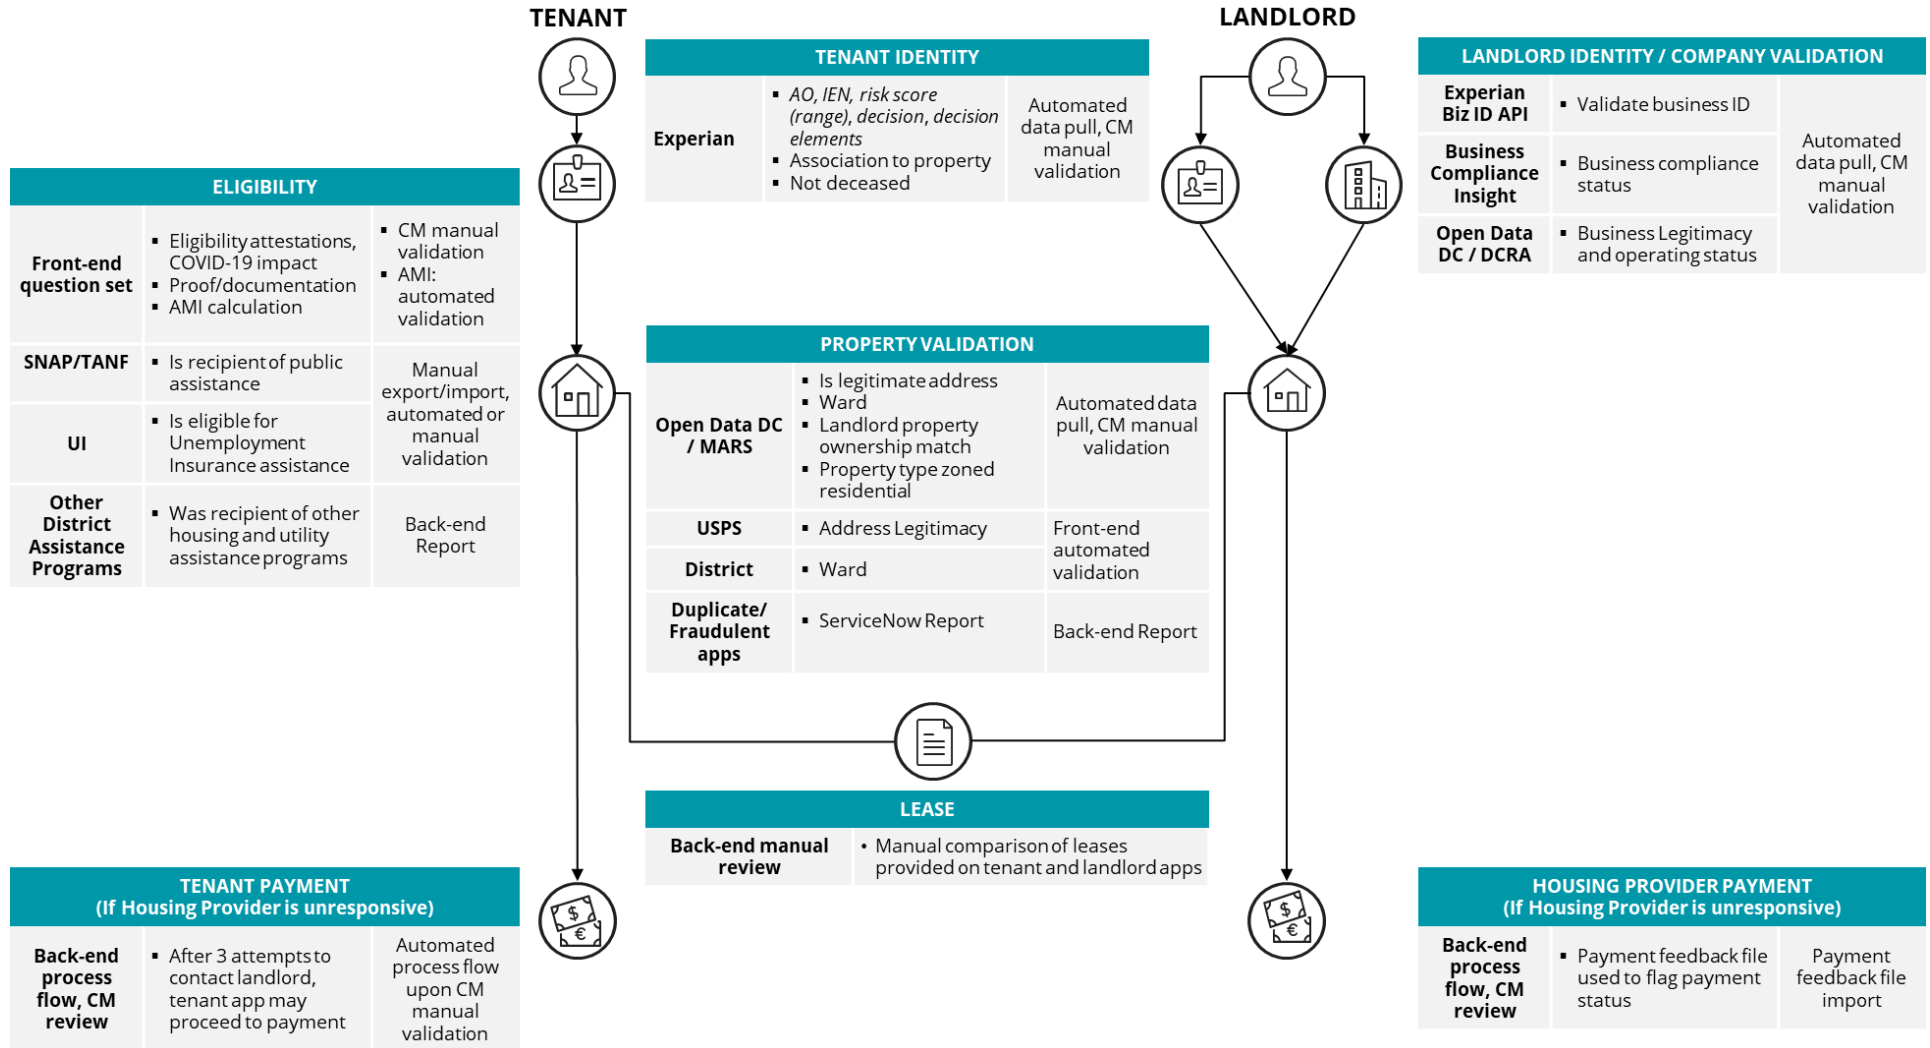 TENANT
LANDLORD
TENANT IDENTITY
Experian
▪ AO, IEN, risk score
(range), decision, decision
elements
▪ Association to property
▪ Not deceased
Automated
data pull, CM
manual
validation
LANDLORD IDENTITY / COMPANY VALIDATION
Experian
Biz ID API
▪ Validate business ID
Business
Compliance
Insight
▪ Business compliance
status
Open Data
DC / DCRA
▪ Business Legitimacy
and operating status
Automated
data pull, CM
manual
validation
ELIGIBILITY
Front-end
question set
▪ Eligibility attestations,
COVID-19 impact
▪ Proof/documentation
▪ AMI calculation
▪ CM manual
validation
▪ AMI:
automated
validation
SNAP/TANF
▪ Is recipient of public
assistance
UI
▪ Is eligible for
Unemployment
Insurance assistance
Manual
export/import,
automated or
manual
validation
Other
District
Assistance
Programs
▪ Was recipient of other
housing and utility
assistance programs
Back-end
Report
PROPERTY VALIDATION
Open Data DC
/ MARS
▪ Is legitimate address
▪ Ward
▪ Landlord property
ownership match
▪ Property type zoned
residential
Automated data
pull, CM manual
validation
USPS
▪ Address Legitimacy
District
▪ Ward
Front-end
automated
validation
Duplicate/
Fraudulent
apps
▪ ServiceNow Report
Back-end Report
LEASE
Back-end manual
review
• Manual comparison of leases
provided on tenant and landlord apps
TENANT PAYMENT
(If Housing Provider is unresponsive)
Back-end
process
flow, CM
review
▪ After 3 attempts to
contact landlord,
tenant app may
proceed to payment
Automated
process flow
upon CM
manual
validation
$
€
$
€
HOUSING PROVIDER PAYMENT
(If Housing Provider is unresponsive)
Back-end
process
flow, CM
review
▪ Payment feedback file
used to flag payment
status
Payment
feedback file
import